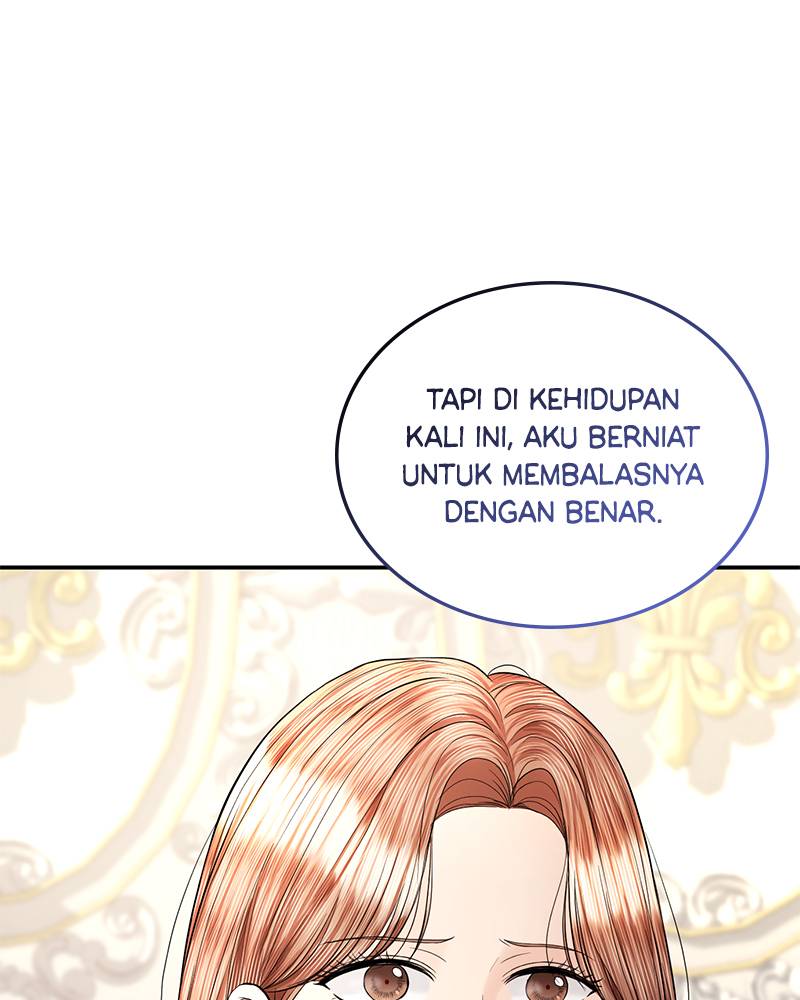 TAPI DI KEHIDUPAN
KALI INI, AKU BERNIAT
UNTUK MEMBALASNYA
DENGAN BENAR.